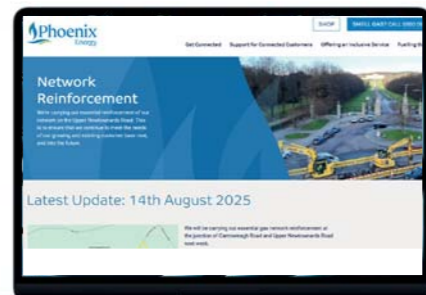 Phoenix
Energy
SHOP
SMELL GAS? CALL
Get Connected Support for Connected Customers Offering an Inclusive Service Fuelling
Network
Reinforcement
We're carrying out essential reinforcement of our
network on the Upper Newtownards Road. This
is to ensure that we continue to meet the needs
of our growing and existing customer base now,
and into the future.
Latest Update: 14th August 2025
We will be carrying out essential gas network reinforcement at
the junction of Road and Upper Newtownards Road
next week.